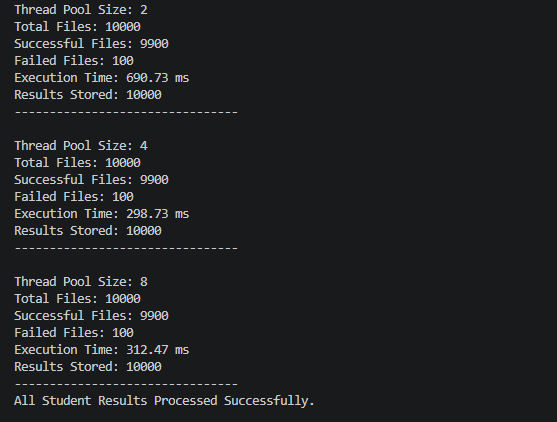 Thread Pool Size: 2
Total Files: 10000
Successful Files: 9900
Failed Files: 100
Execution Time: 690.73 ms
Results Stored: 10000
--------------------------------
Thread Pool Size: 4
Total Files: 10000
Successful Files: 9900
Failed Files: 100
Execution Time: 298.73 ms
Results Stored: 10000
--------------------------------
Thread Pool Size: 8
Total Files: 10000
Successful Files: 9900
Failed Files: 100
Execution Time: 312.47 ms
Results Stored: 10000
--------------------------------
All Student Results Processed Successfully.